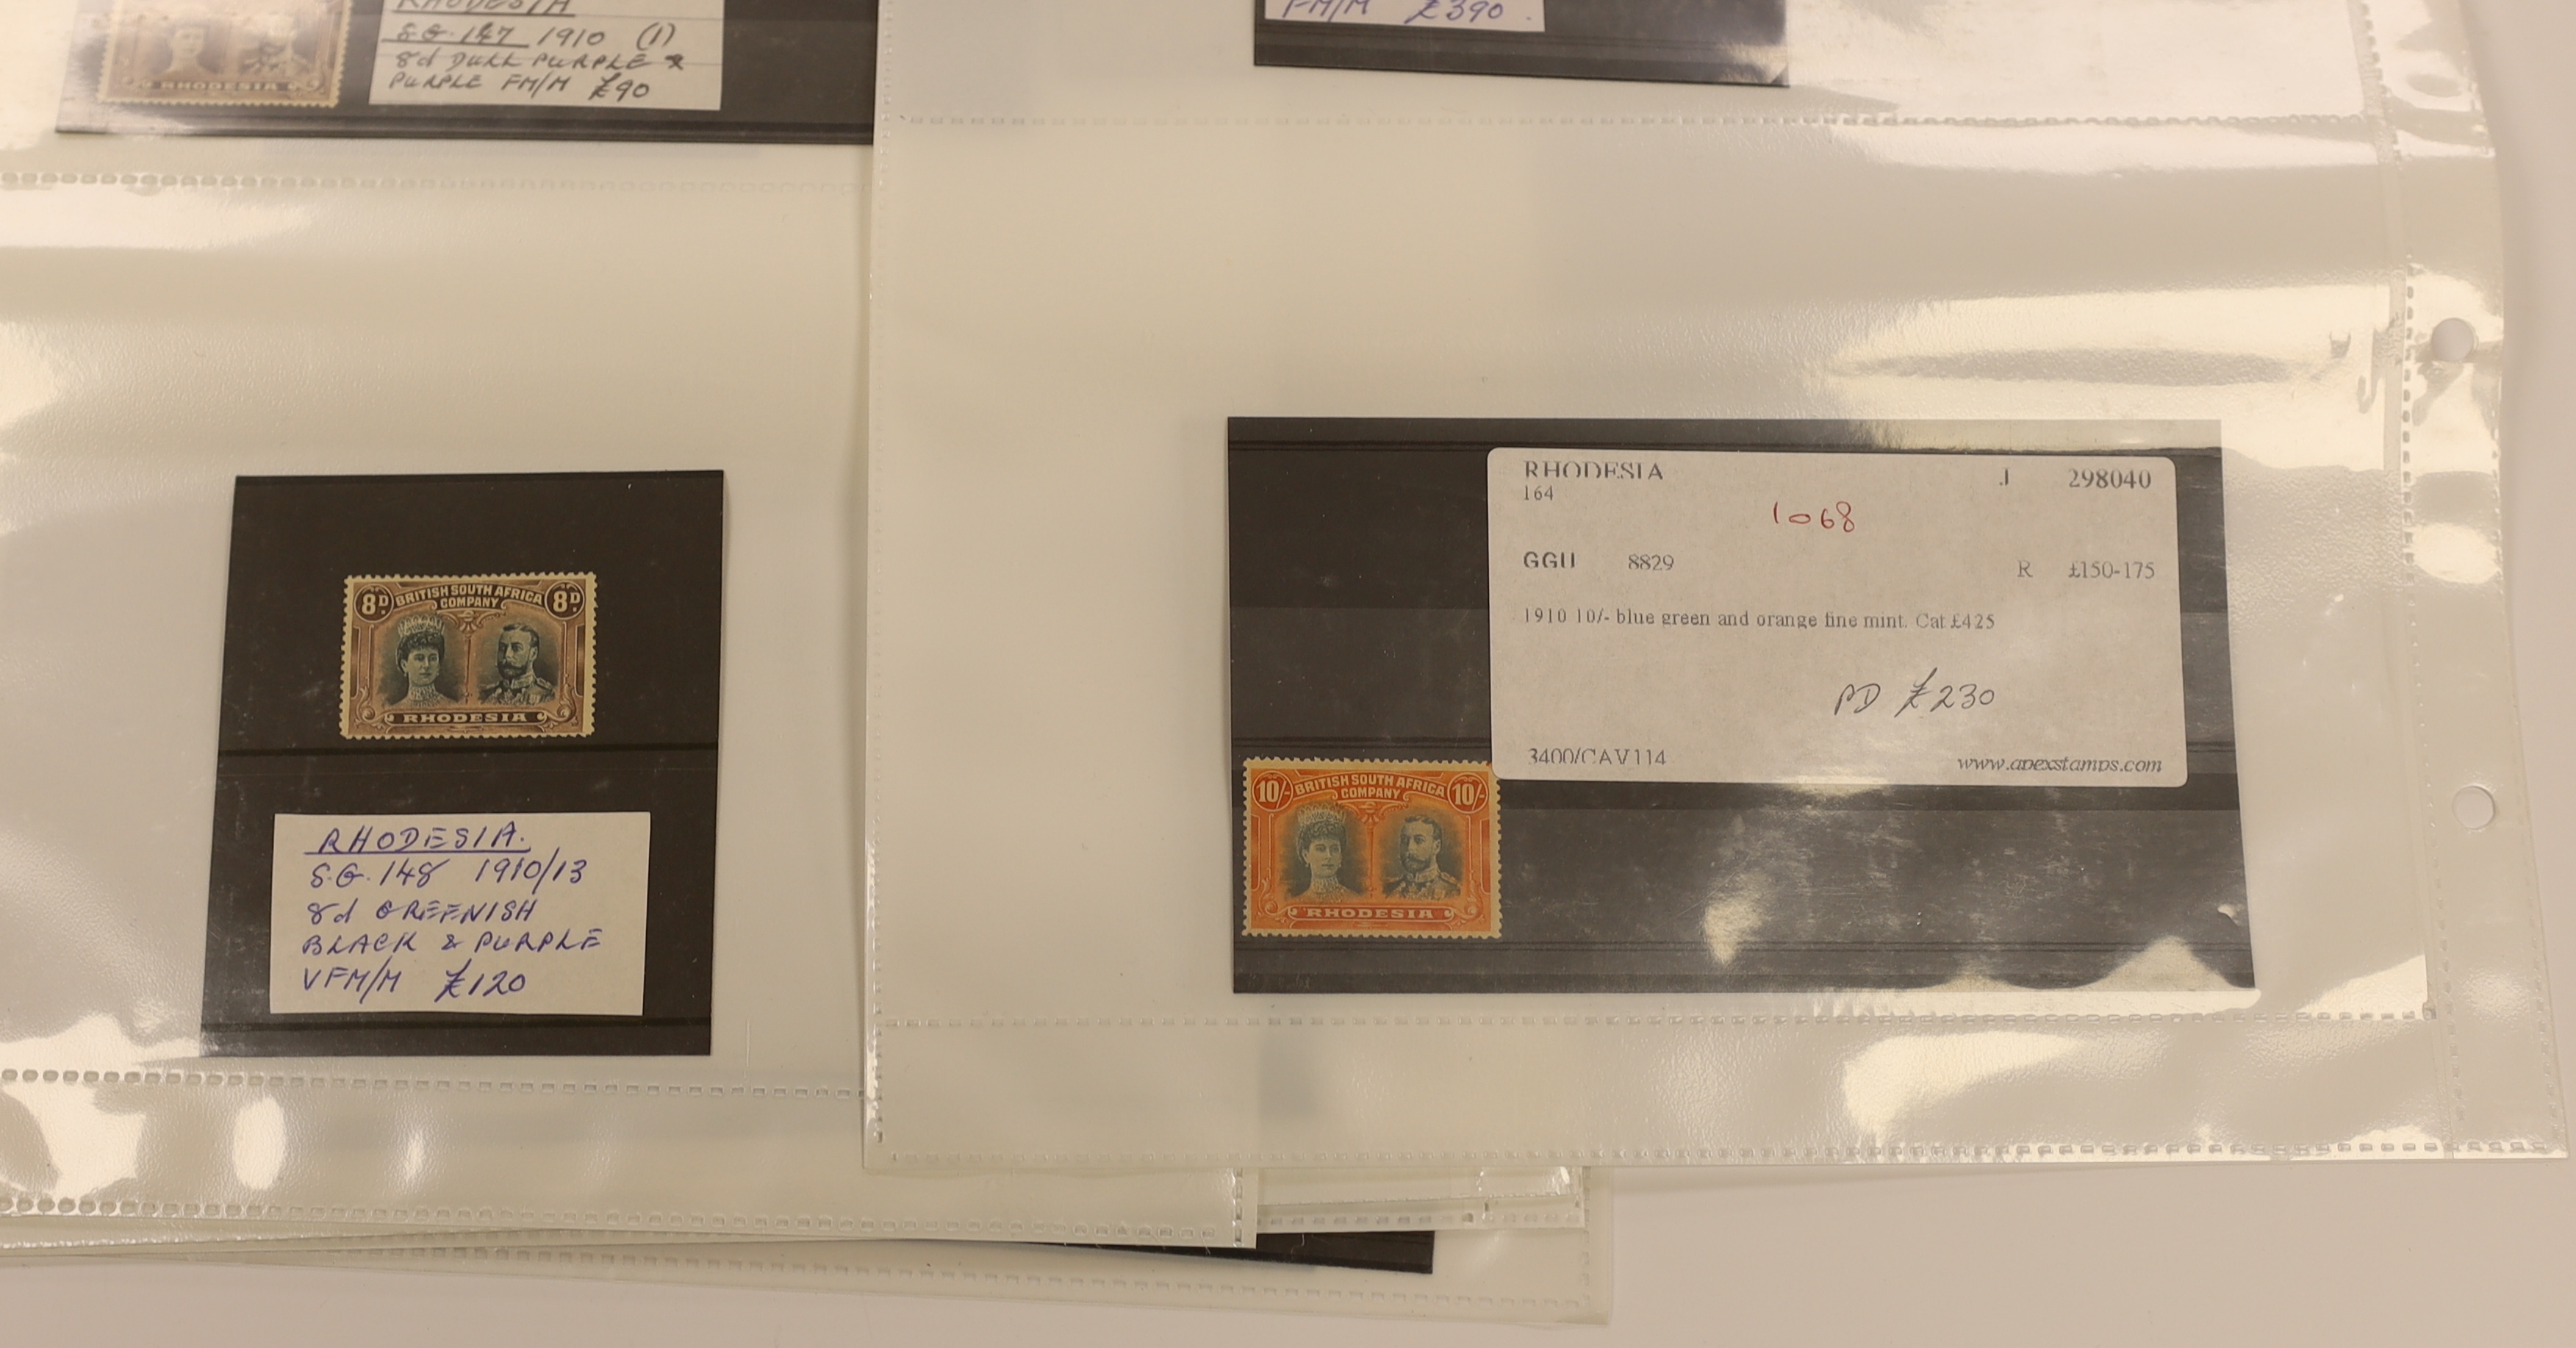 RHODESIA
RHODESIA
S.G. 147 1910 (1)
8d DULL PURPLE &
PURPLE FM/M £90
FM/M £390.
8D BRITISH SOUTH AFRICA 8D
COMPANY
RHODESIA
RHODESIA.
S.G. 148 1910/13
8d GREENISH
BLACK & PURPLE
VFM/M £120
RHODESIA J 298040
164
1068
GGU 8829 R £150-175
1910 10/- blue green and orange fine mint. Cat £425
PD £230
3400/CAV114 www.apexstamps.com
10/- BRITISH SOUTH AFRICA 10/-
COMPANY
RHODESIA